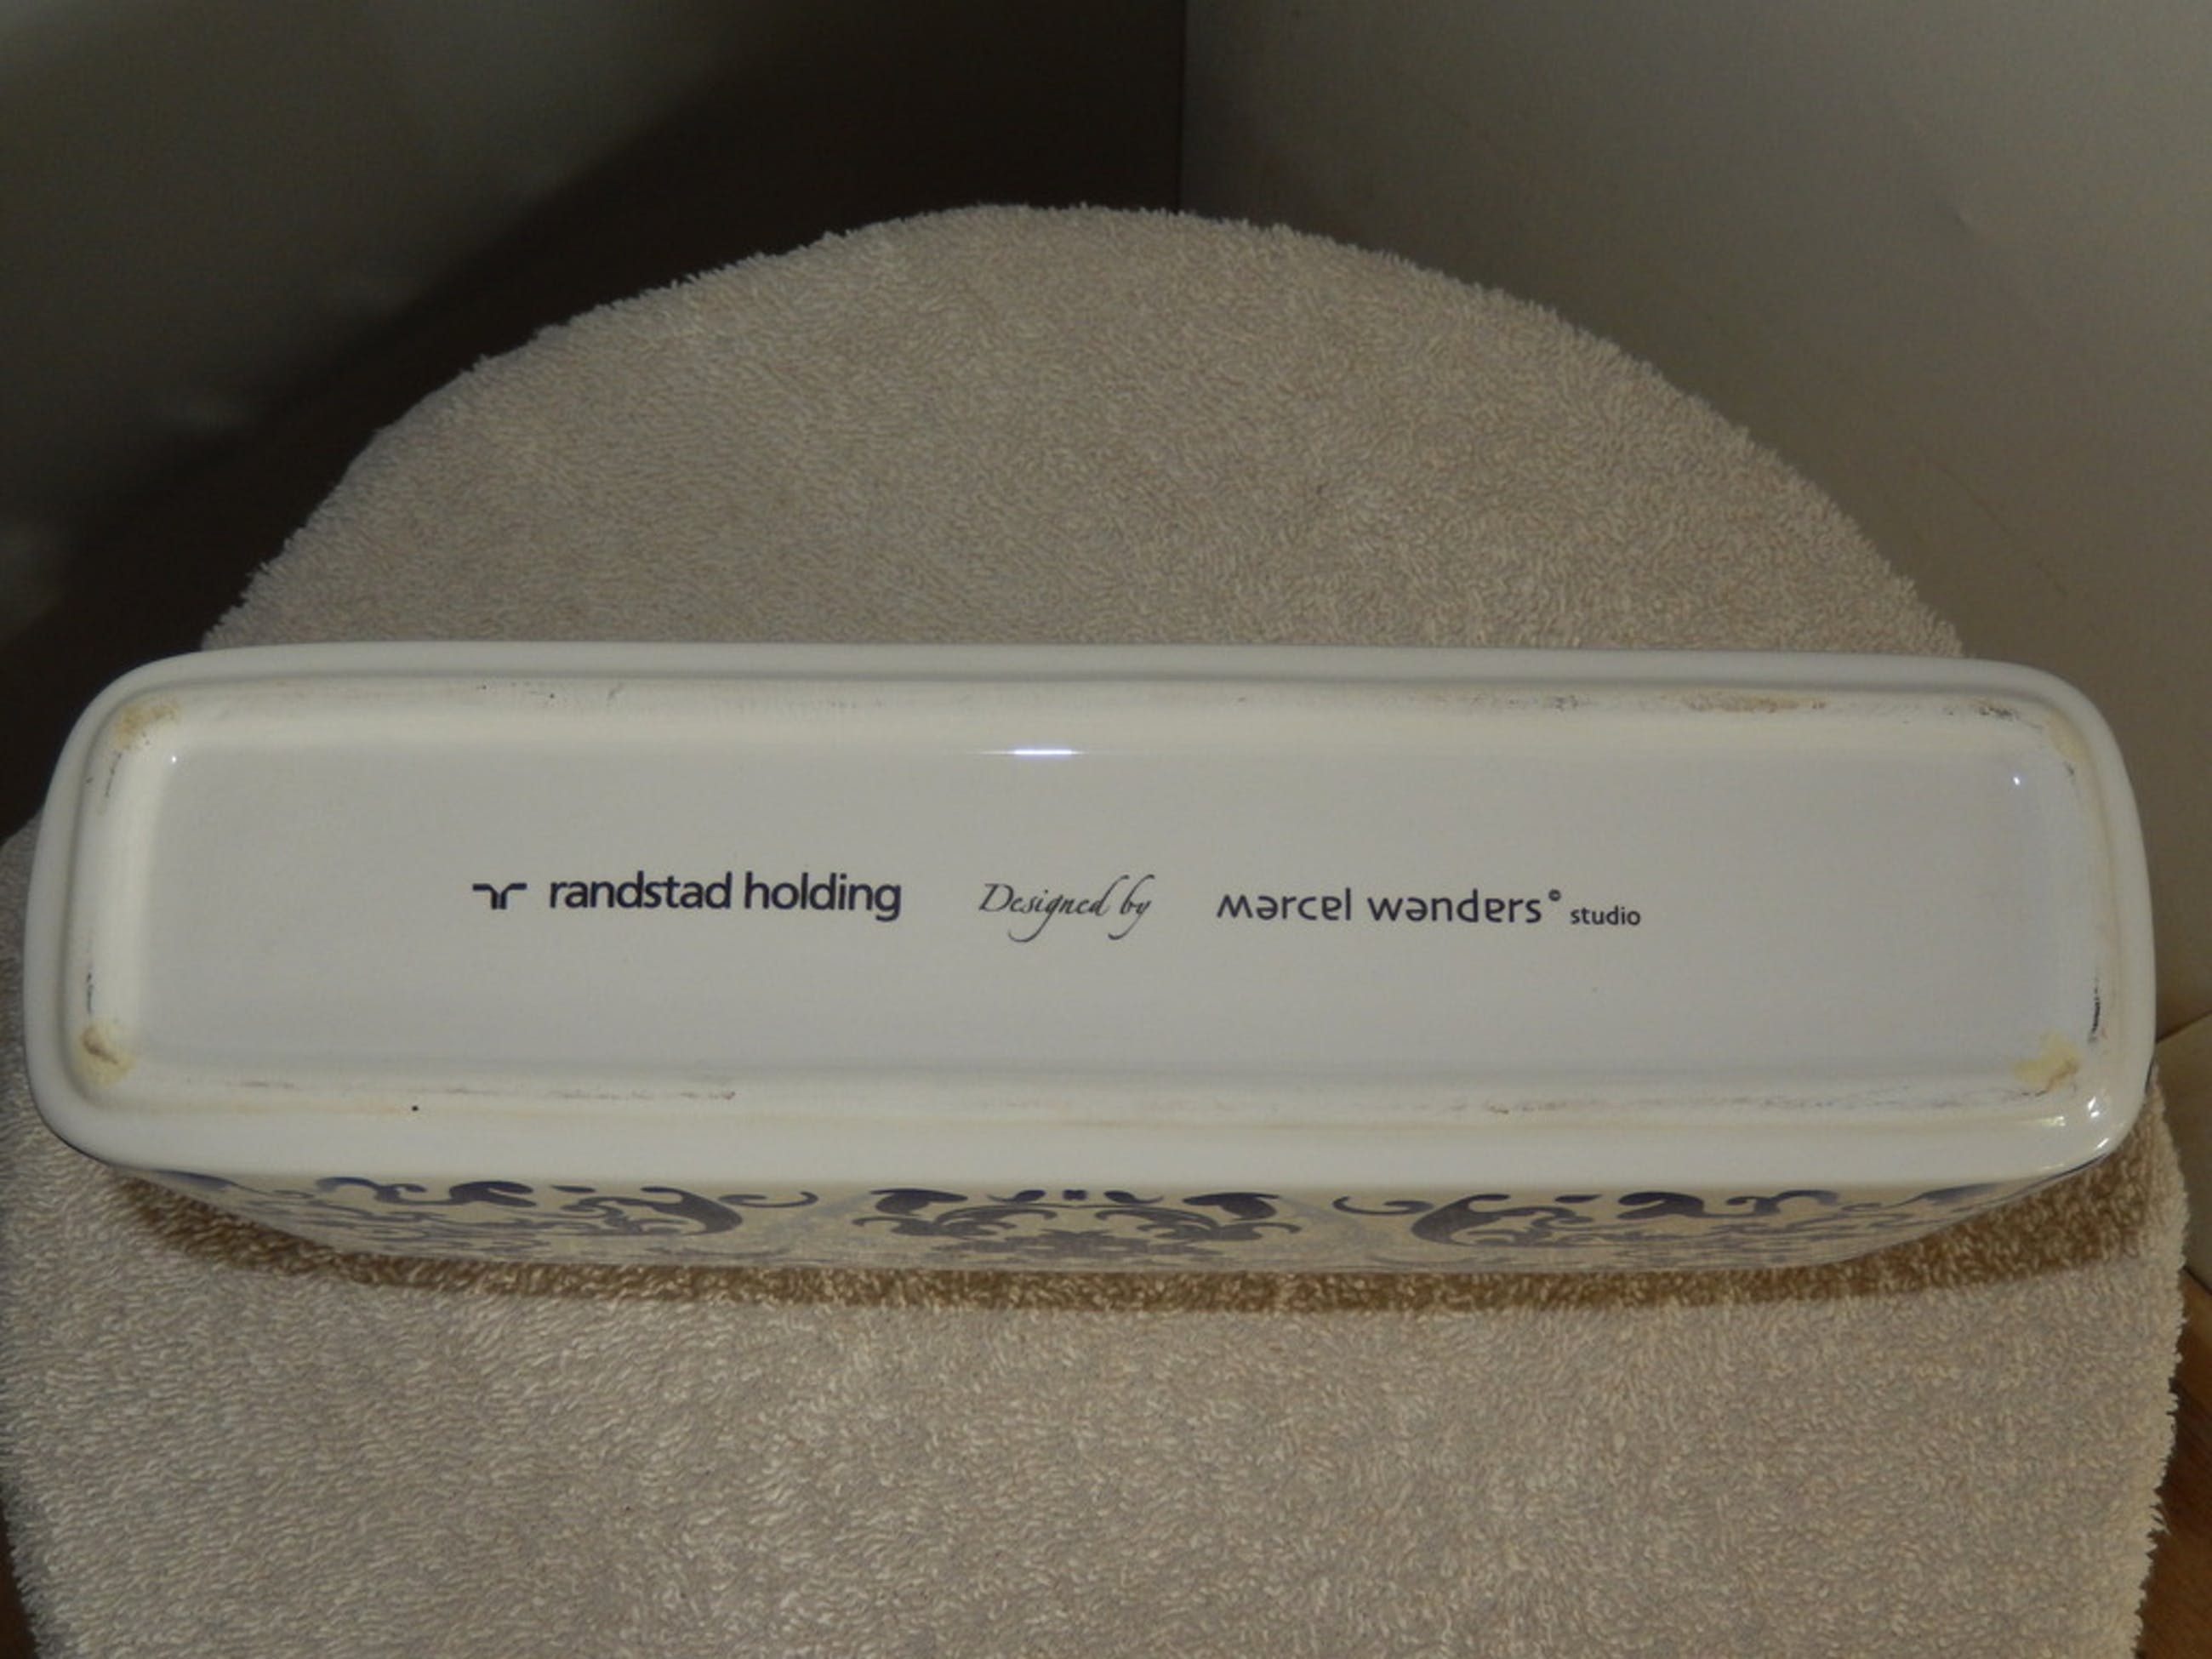 randstad holding Designed by marcel wanders® studio